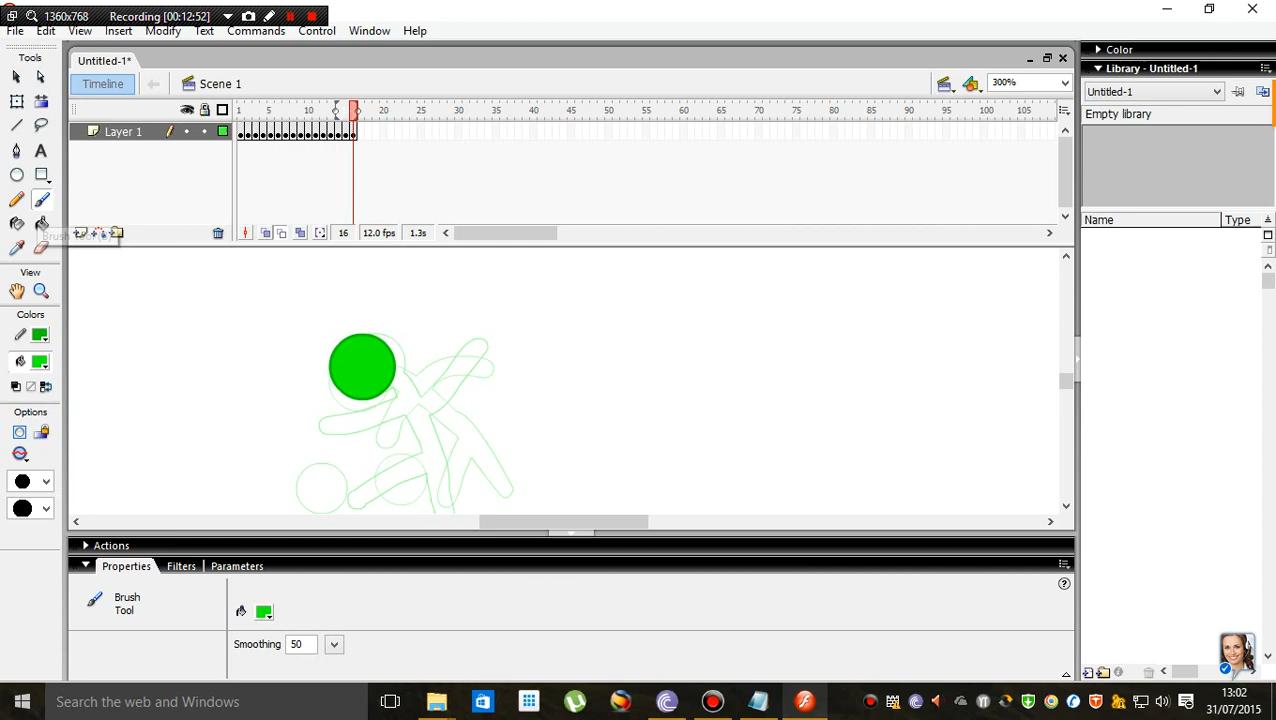 1360x768 Recording [00:12:52]
File Edit View Insert Modify Text Commands Control Window Help
Tools
Untitled-1*
Timeline Scene 1 300%
1 5 10 15 20 25 30 35 40 45 50 55 60 65 70 75 80 85 90 95 100 105
Layer 1
16 12.0 fps 1.3s
Brush Tool
View
Colors
Options
Color
Library - Untitled-1
Untitled-1
Empty library
Name Type
Actions
Properties Filters Parameters
Brush
Tool
Smoothing 50
Search the web and Windows
13:02
31/07/2015